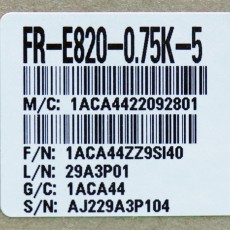 FR-E820-0.75K-5
M/C: 1ACA4422092801
F/N: 1ACA44ZZ9SI40
L/N: 29A3P01
G/C: 1ACA44
S/N: AJ229A3P104